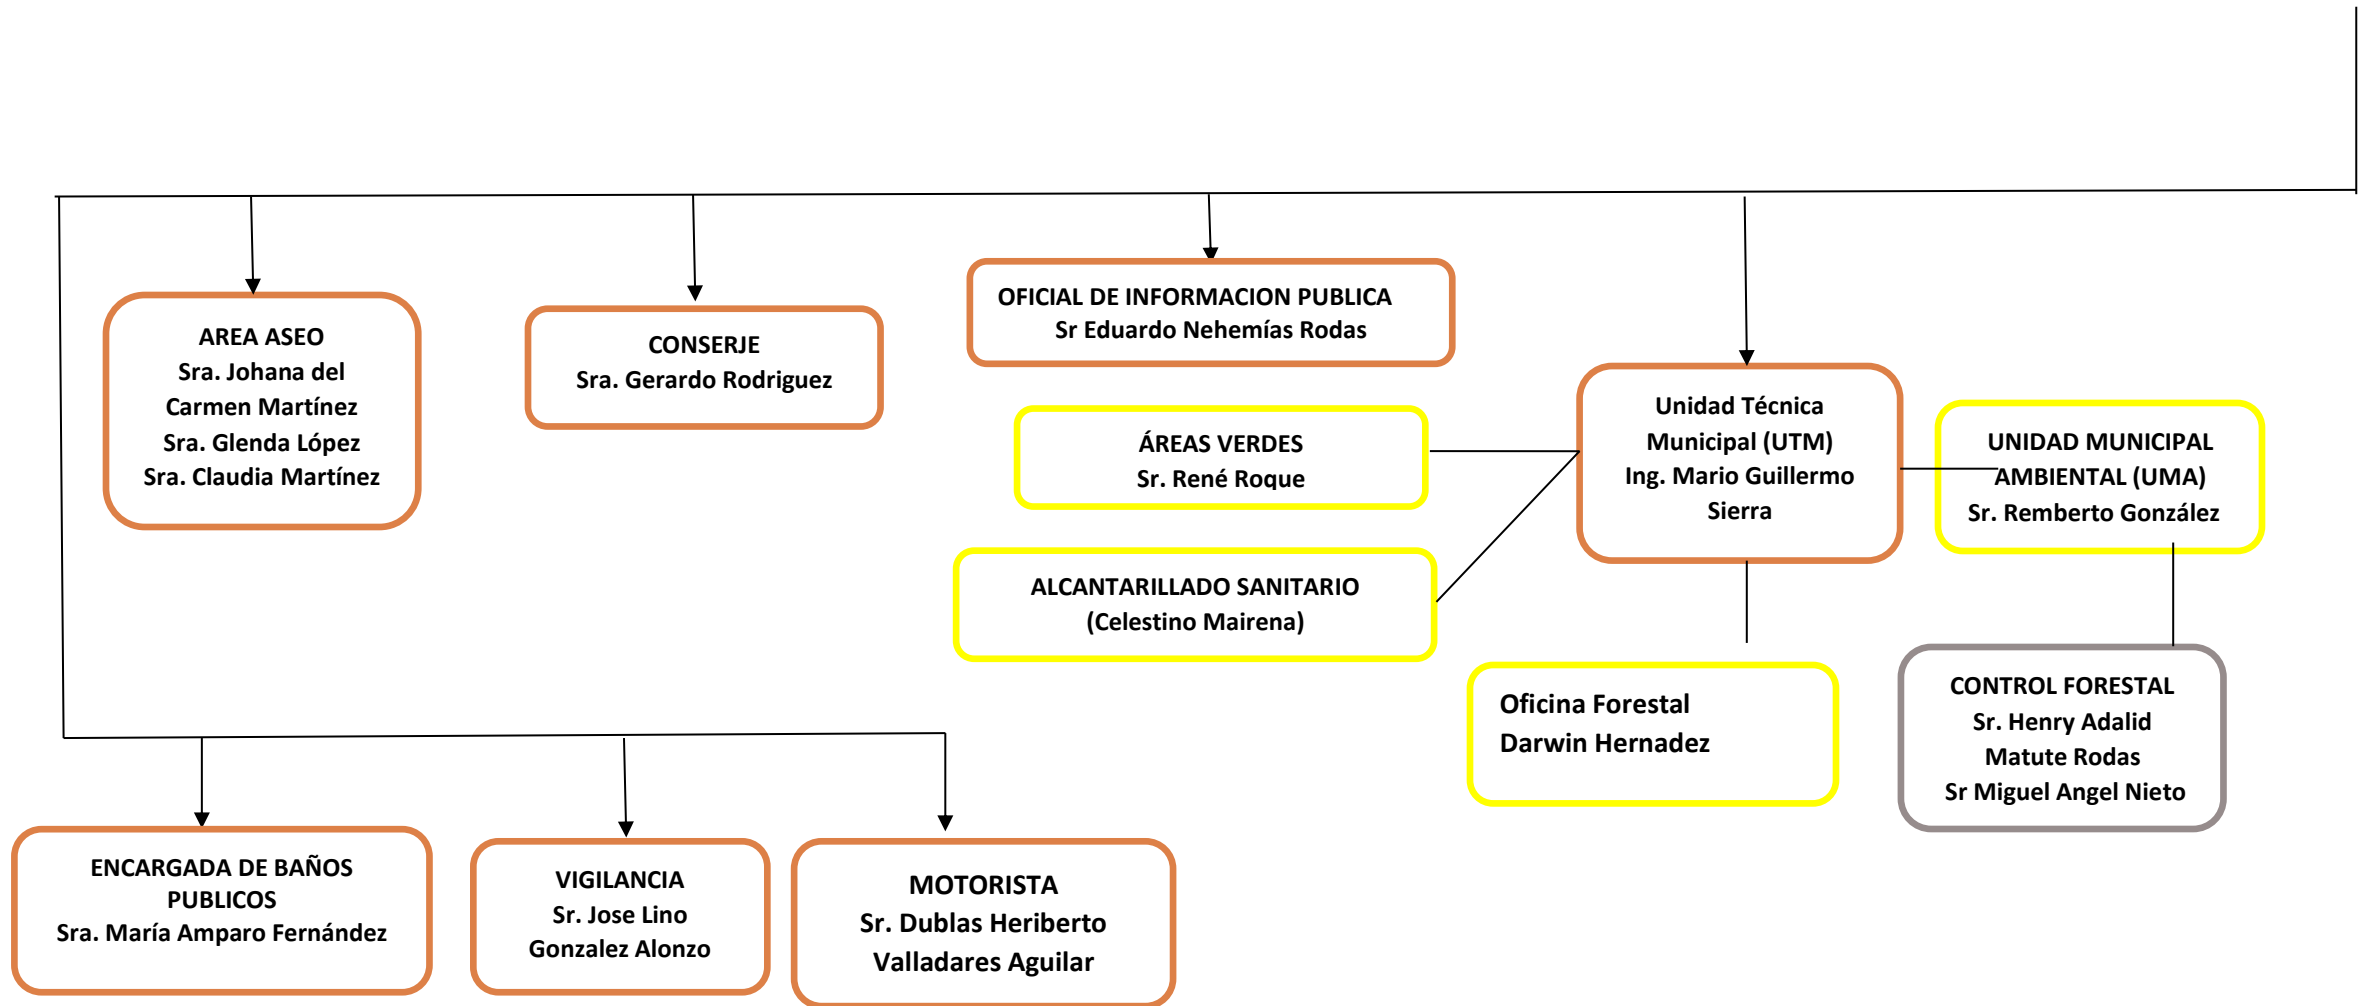 AREA ASEO
Sra. Johana del
Carmen Martínez
Sra. Glenda López
Sra. Claudia Martínez
CONSERJE
Sra. Gerardo Rodriguez
OFICIAL DE INFORMACION PUBLICA
Sr Eduardo Nehemías Rodas
ÁREAS VERDES
Sr. René Roque
ALCANTARILLADO SANITARIO
(Celestino Mairena)
Unidad Técnica
Municipal (UTM)
Ing. Mario Guillermo
Sierra
UNIDAD MUNICIPAL
AMBIENTAL (UMA)
Sr. Remberto González
Oficina Forestal
Darwin Hernadez
CONTROL FORESTAL
Sr. Henry Adalid
Matute Rodas
Sr Miguel Angel Nieto
ENCARGADA DE BAÑOS
PUBLICOS
Sra. María Amparo Fernández
VIGILANCIA
Sr. Jose Lino
Gonzalez Alonzo
MOTORISTA
Sr. Dublas Heriberto
Valladares Aguilar